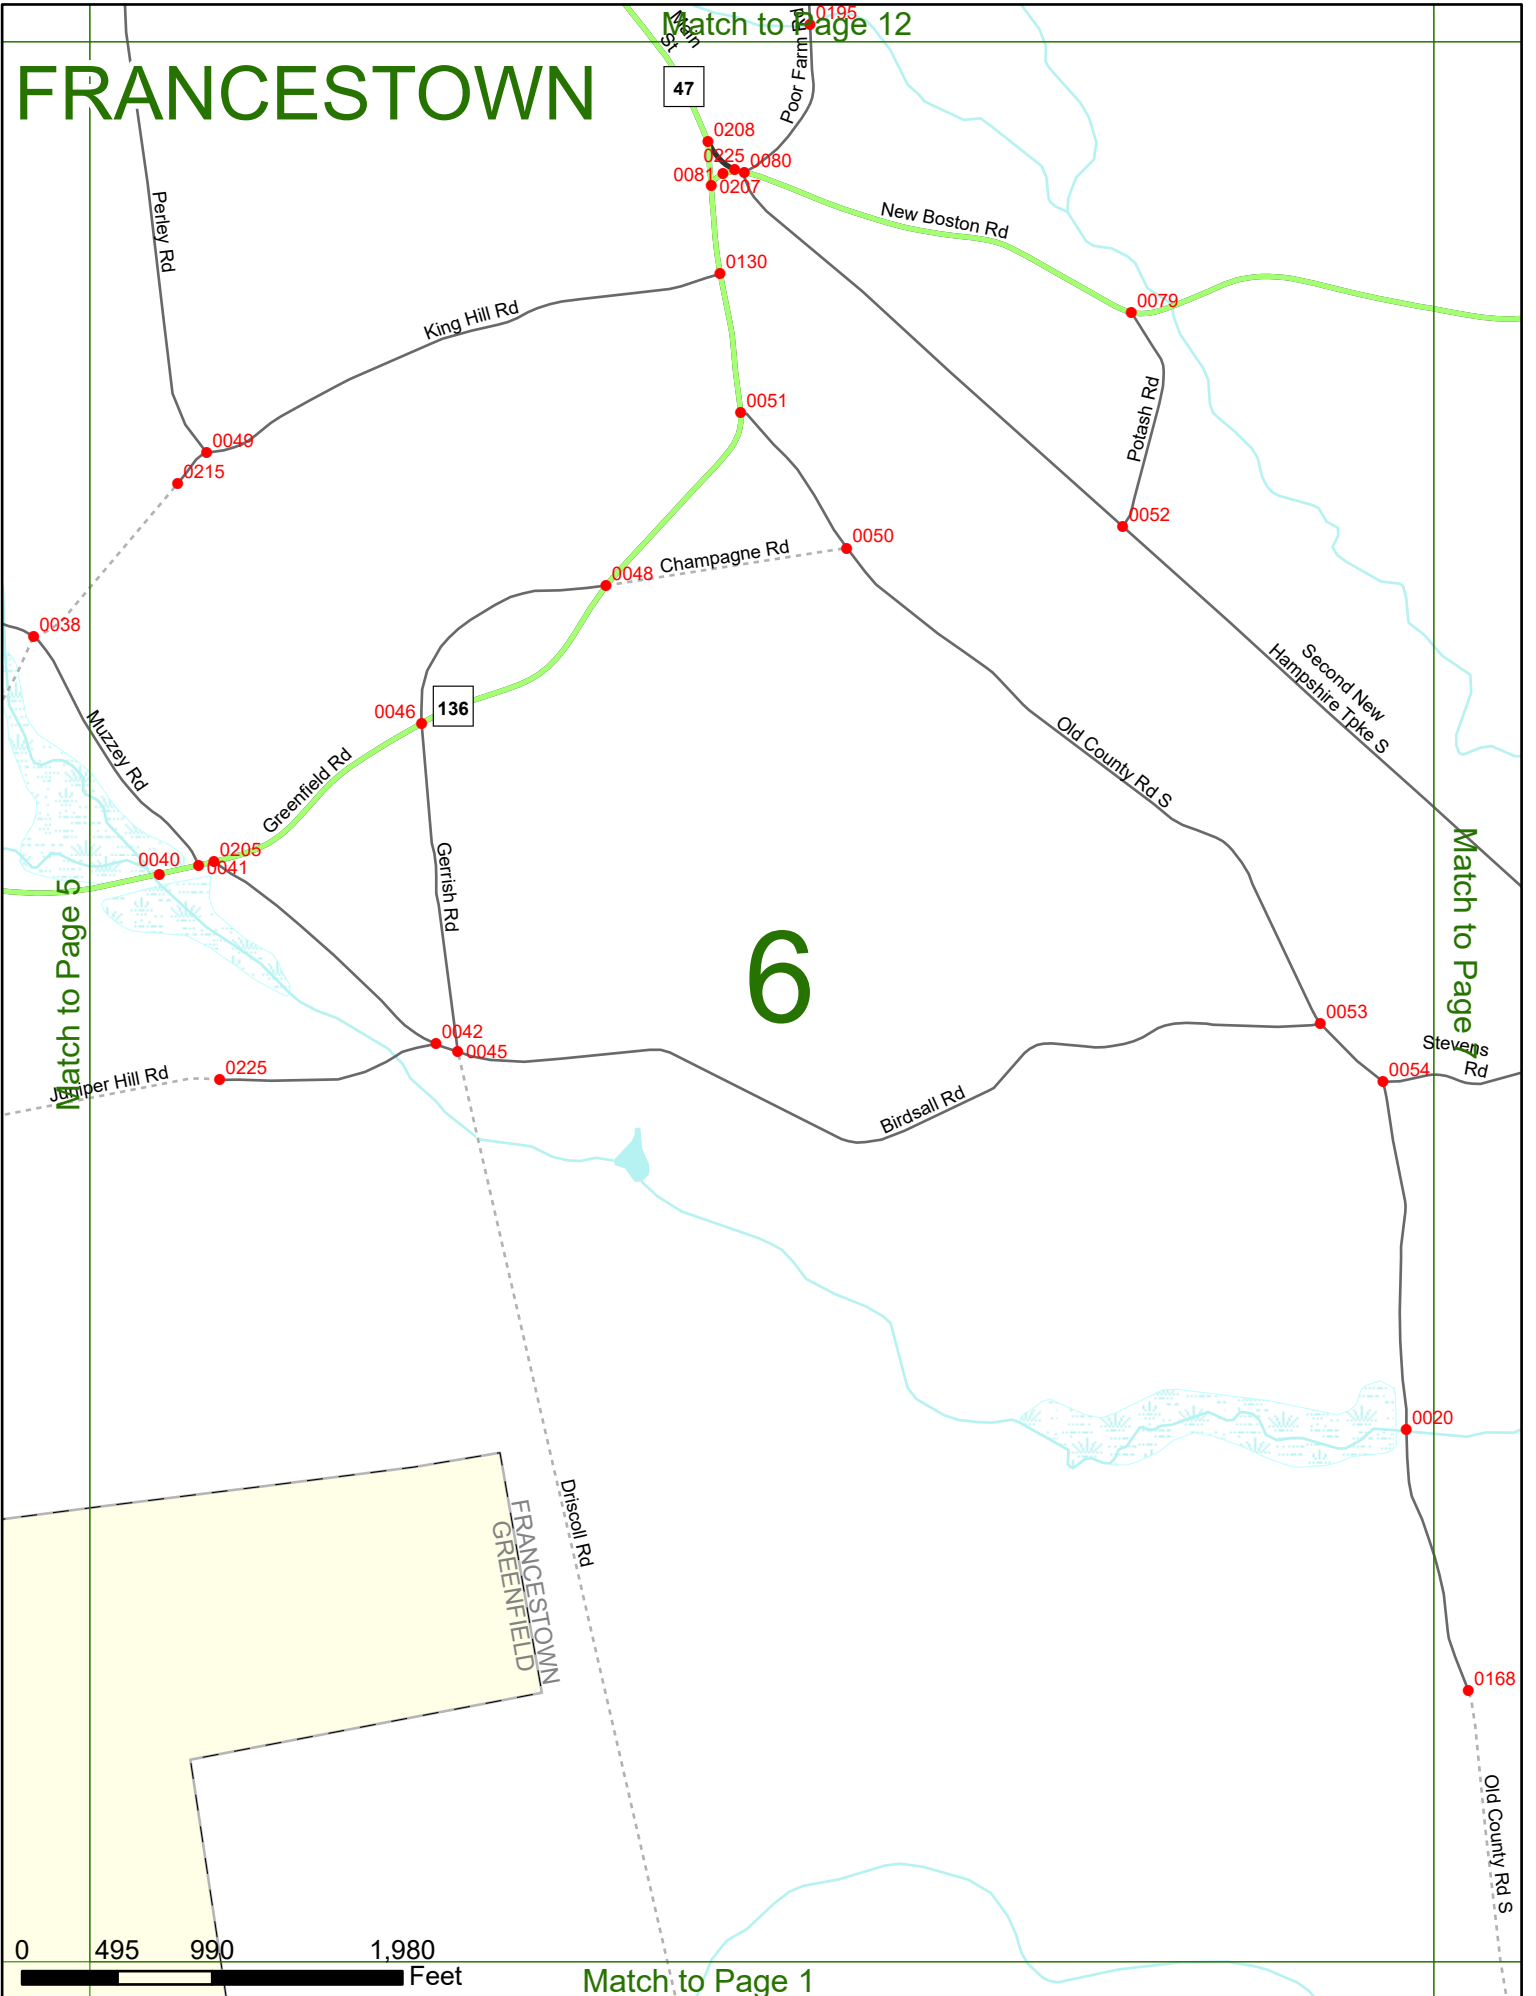 Match to Page 12
FRANCESTOWN
Main
St
47
Poor Farm Rd
0195
0208
0225
0080
0081
0207
New Boston Rd
Perley Rd
0130
0079
King Hill Rd
Potash Rd
0051
0049
0215
0052
0050
Champagne Rd
0048
0038
Second New
Hampshire Tpke S
0046
136
Muzzey Rd
Greenfield Rd
Old County Rd S
0205
0040
0041
Gerrish Rd
Match to Page 5
Match to Page 7
6
0053
0042
0045
Stevens
Rd
0054
0225
Juniper Hill Rd
Birdsall Rd
0020
Driscoll Rd
FRANCESTOWN
GREENFIELD
0168
Old County Rd S
0 495 990 1,980
Feet
Match to Page 1